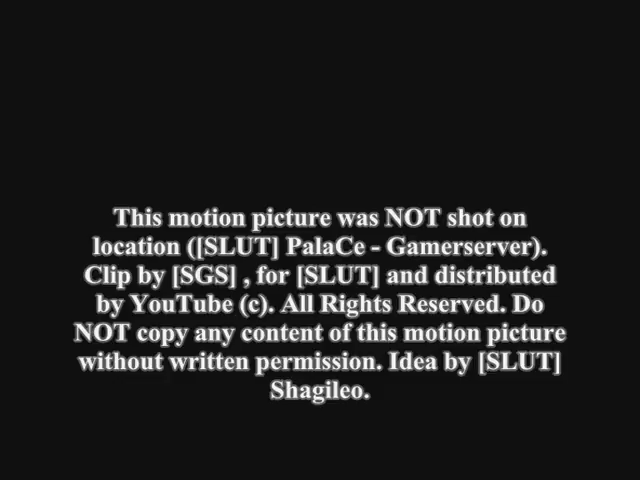 This motion picture was NOT shot on
location ([SLUT] PalaCe - Gamerserver).
Clip by [SGS] , for [SLUT] and distributed
by YouTube (c). All Rights Reserved. Do
NOT copy any content of this motion picture
without written permission. Idea by [SLUT]
Shagileo.